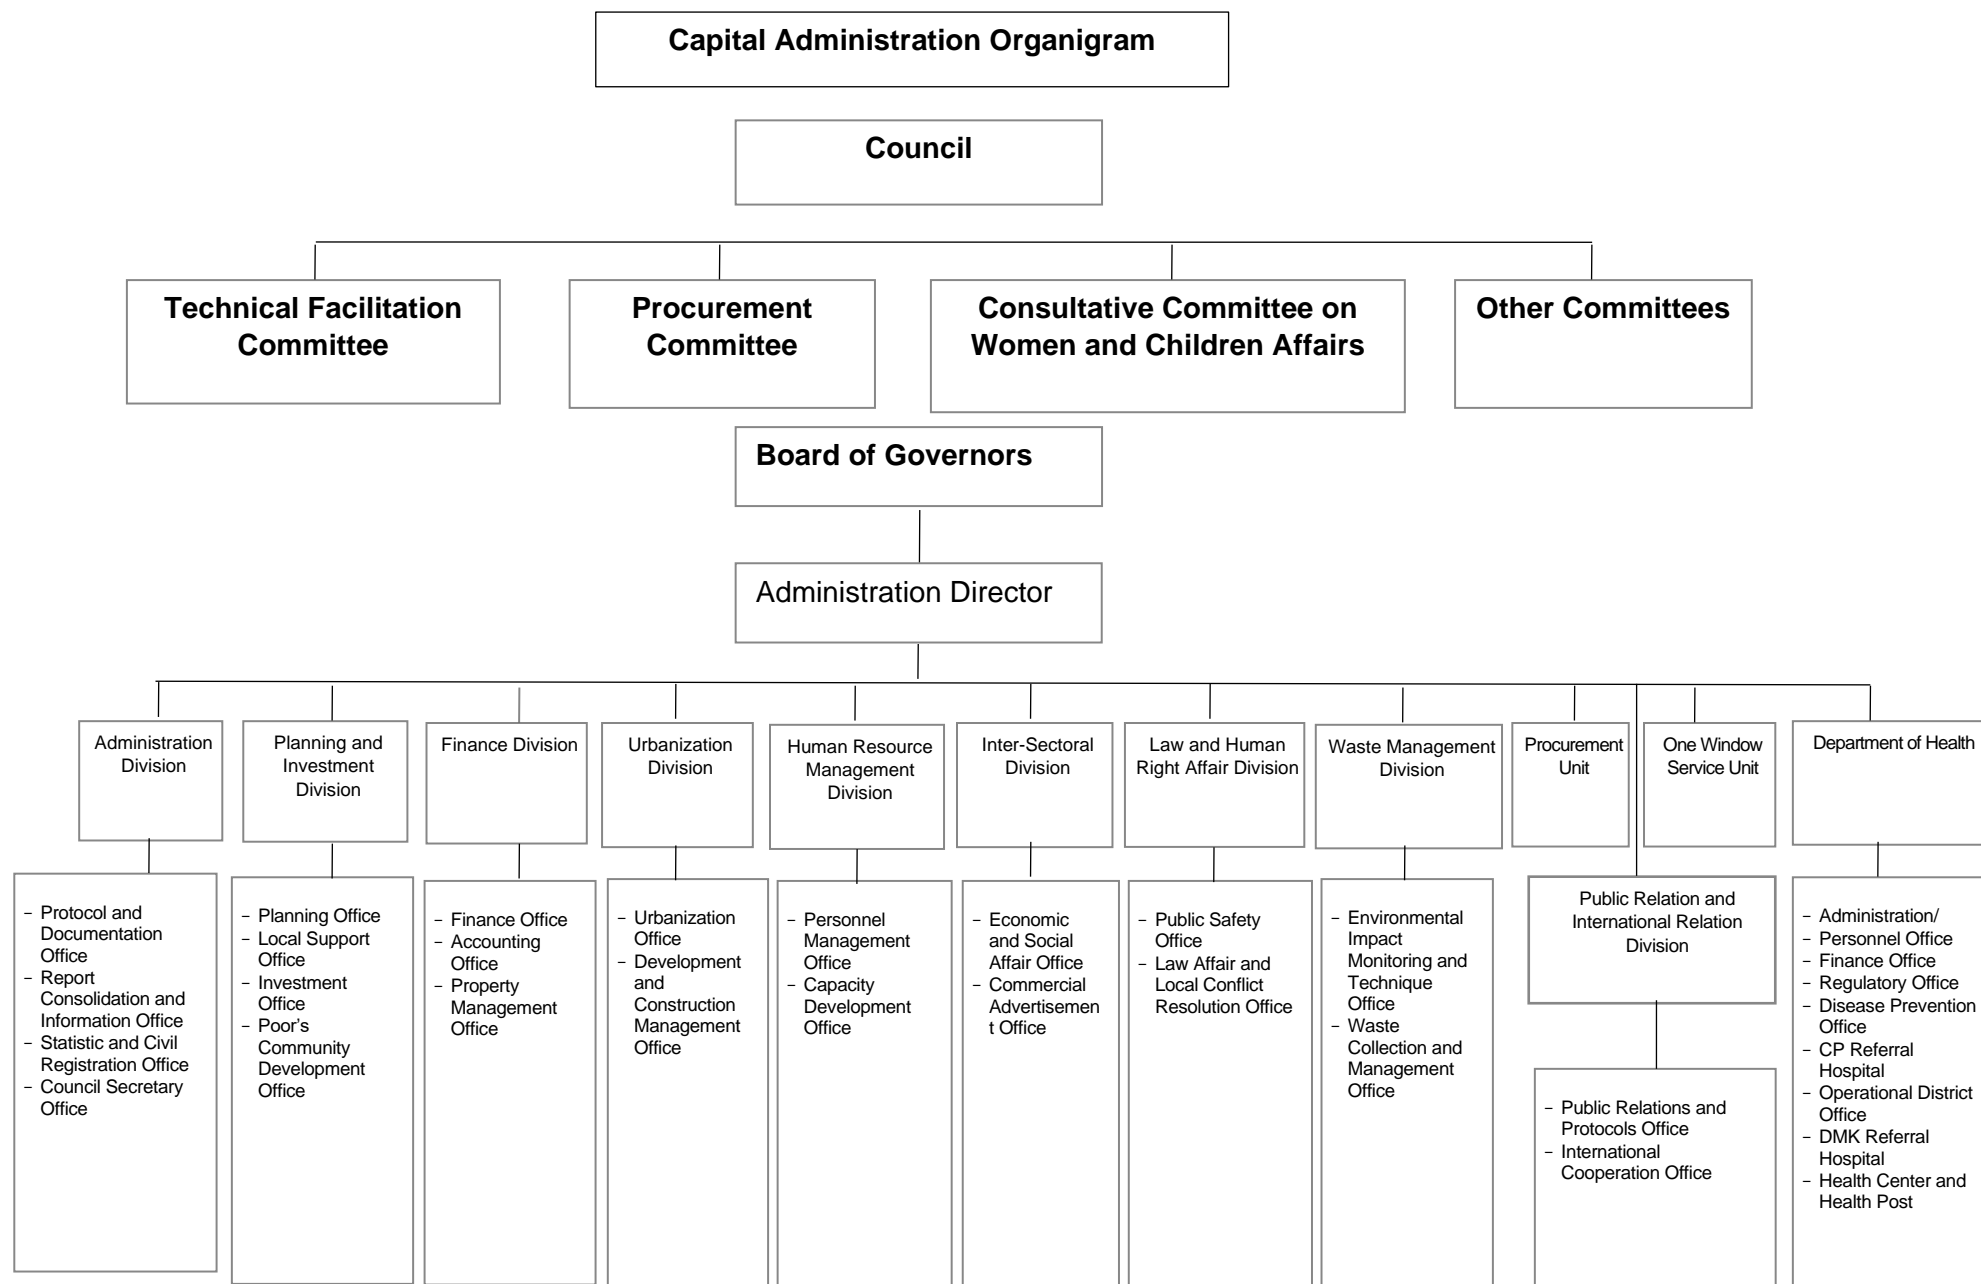 Capital Administration Organigram
Council
Technical Facilitation
Committee
Procurement
Committee
Consultative Committee on
Women and Children Affairs
Other Committees
Board of Governors
Administration Director
Administration
Division
Planning and
Investment
Division
Finance Division
Urbanization
Division
Human Resource
Management
Division
Inter-Sectoral
Division
Law and Human
Right Affair Division
Waste Management
Division
Procurement
Unit
One Window
Service Unit
Department of Health
– Protocol and
Documentation
Office
– Report
Consolidation and
Information Office
– Statistic and Civil
Registration Office
– Council Secretary
Office
– Planning Office
– Local Support
Office
– Investment
Office
– Poor's
Community
Development
Office
– Finance Office
– Accounting
Office
– Property
Management
Office
– Urbanization
Office
– Development
and
Construction
Management
Office
– Personnel
Management
Office
– Capacity
Development
Office
– Economic
and Social
Affair Office
– Commercial
Advertisemen
t Office
– Public Safety
Office
– Law Affair and
Local Conflict
Resolution Office
– Environmental
Impact
Monitoring and
Technique
Office
– Waste
Collection and
Management
Office
Public Relation and
International Relation
Division
– Public Relations and
Protocols Office
– International
Cooperation Office
– Administration/
– Personnel Office
– Finance Office
– Regulatory Office
– Disease Prevention
Office
– CP Referral
Hospital
– Operational District
Office
– DMK Referral
Hospital
– Health Center and
Health Post